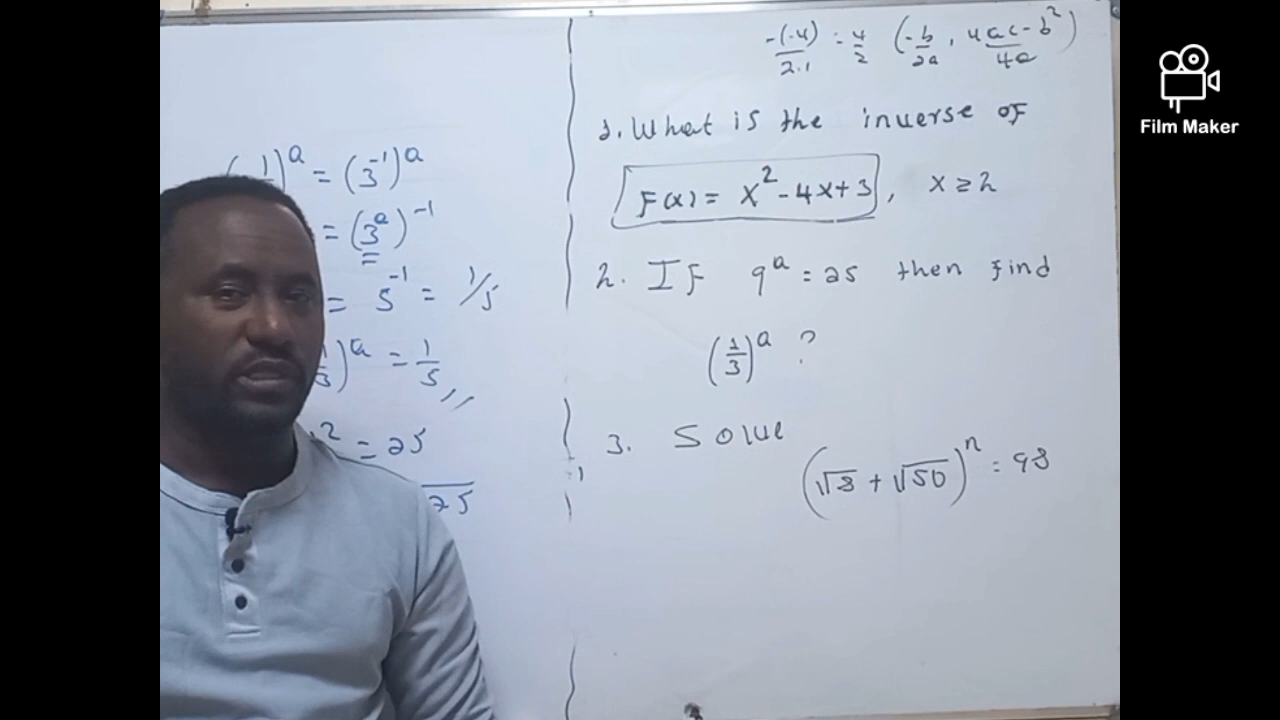 (1/ )^a = (3^-1)^a
= (3^a)^-1
= 5^-1 = 1/5
)^a = 1/5 //
² = 25
25
-(-4)/2.1 = 4/2 (-b/2a, 4ac-b²/4a)
1. What is the inverse of
F(x) = x² - 4x + 3, x ≥ 2
2. IF 9^a = 25 then find
(1/3)^a ?
3. Solve
(√8 + √50)^n = 98
Film Maker